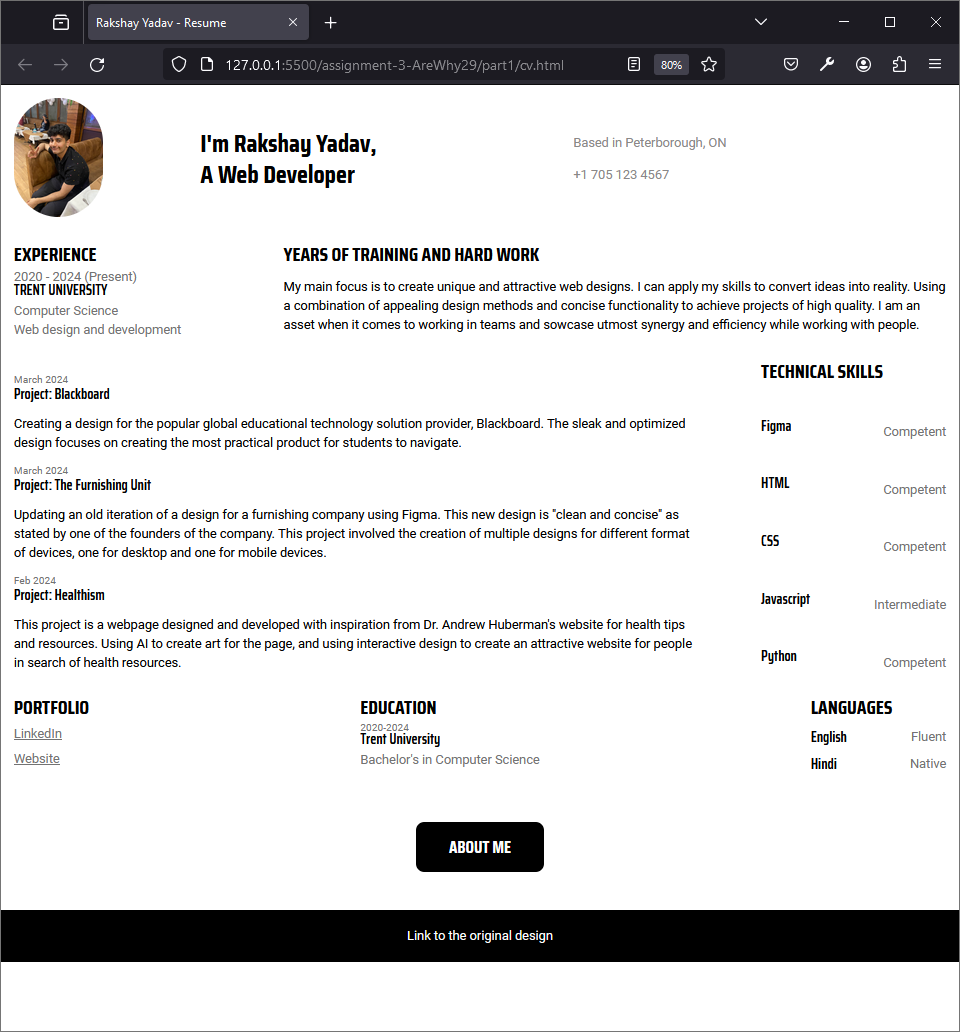 Rakshay Yadav - Resume
127.0.0.1:5500/assignment-3-AreWhy29/part1/cv.html
80%
I'm Rakshay Yadav,
A Web Developer
Based in Peterborough, ON
+1 705 123 4567
EXPERIENCE
2020 - 2024 (Present)
TRENT UNIVERSITY
Computer Science
Web design and development
YEARS OF TRAINING AND HARD WORK
My main focus is to create unique and attractive web designs. I can apply my skills to convert ideas into reality. Using
a combination of appealing design methods and concise functionality to achieve projects of high quality. I am an
asset when it comes to working in teams and sowcase utmost synergy and efficiency while working with people.
March 2024
Project: Blackboard
Creating a design for the popular global educational technology solution provider, Blackboard. The sleak and optimized
design focuses on creating the most practical product for students to navigate.
March 2024
Project: The Furnishing Unit
Updating an old iteration of a design for a furnishing company using Figma. This new design is "clean and concise" as
stated by one of the founders of the company. This project involved the creation of multiple designs for different format
of devices, one for desktop and one for mobile devices.
Feb 2024
Project: Healthism
This project is a webpage designed and developed with inspiration from Dr. Andrew Huberman's website for health tips
and resources. Using AI to create art for the page, and using interactive design to create an attractive website for people
in search of health resources.
TECHNICAL SKILLS
Figma Competent
HTML Competent
CSS Competent
Javascript Intermediate
Python Competent
PORTFOLIO
LinkedIn
Website
EDUCATION
2020-2024
Trent University
Bachelor's in Computer Science
LANGUAGES
English Fluent
Hindi Native
ABOUT ME
Link to the original design